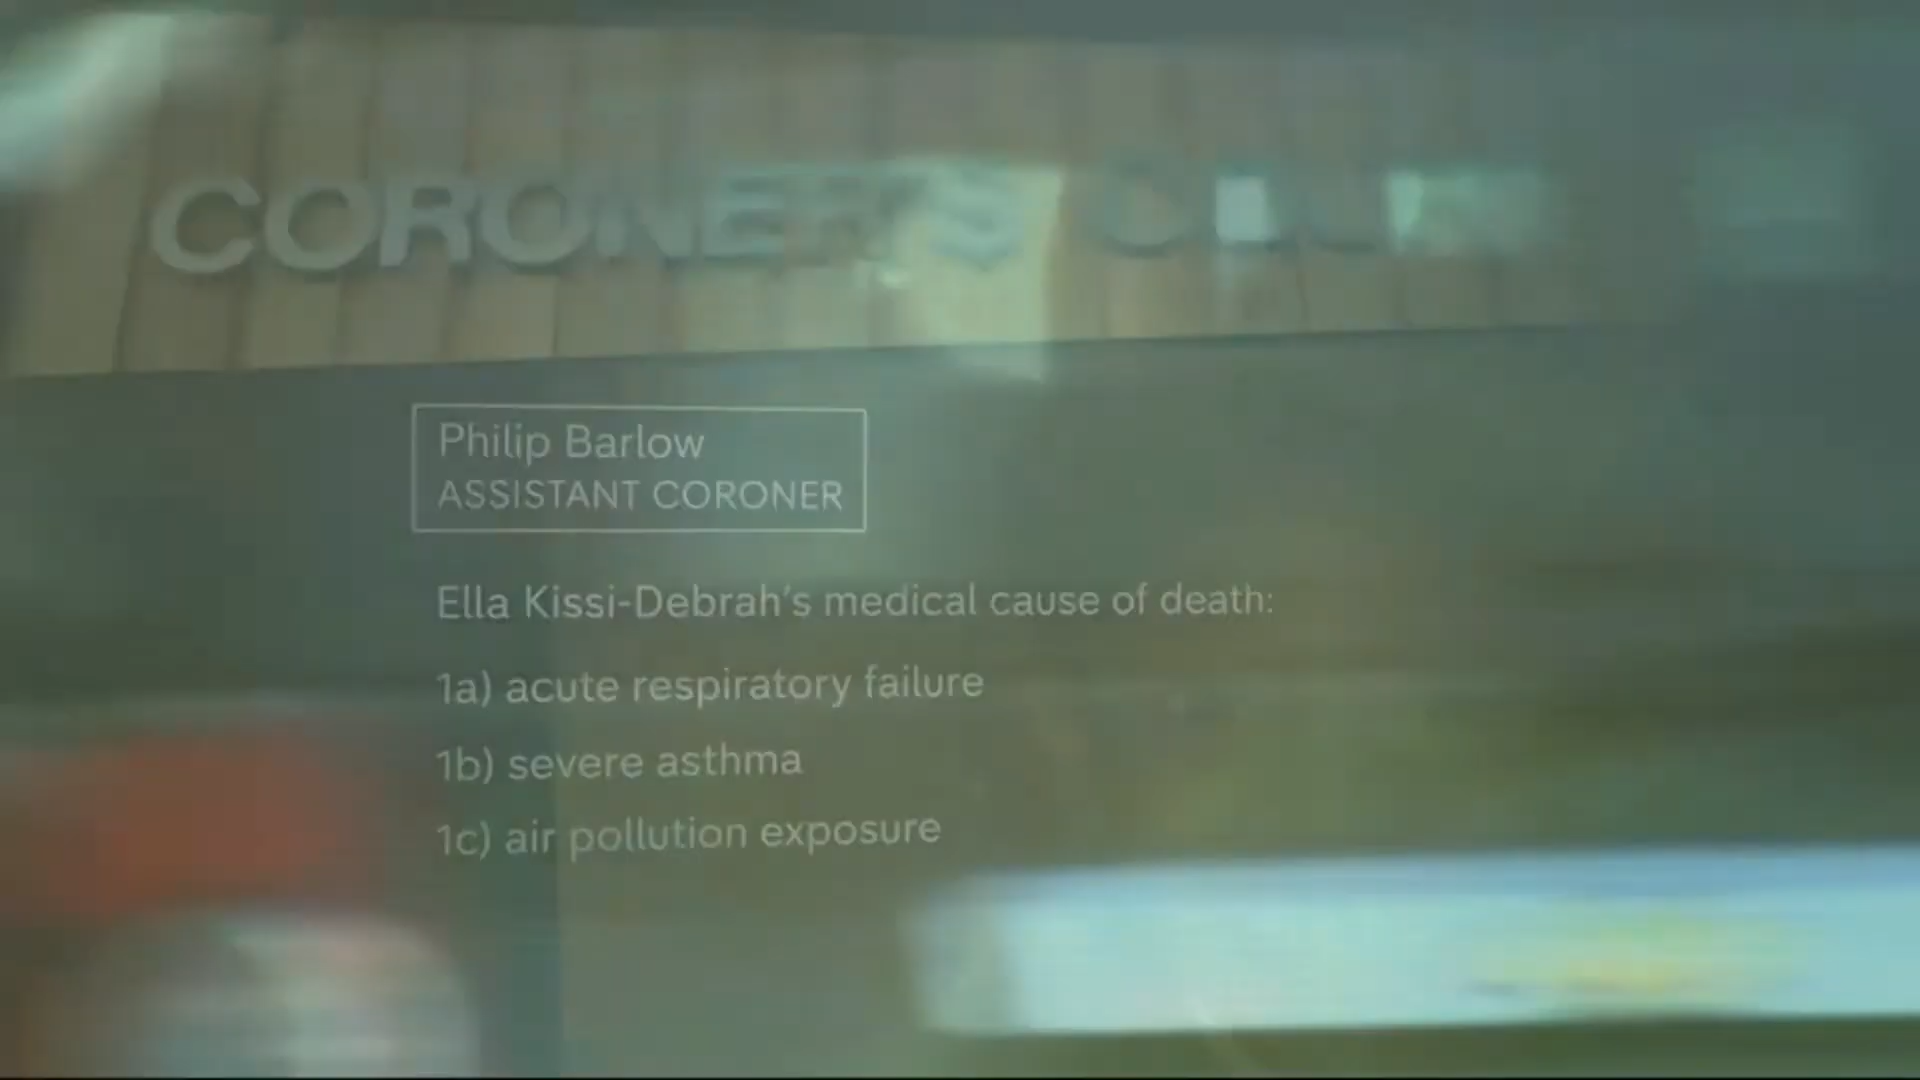 CORONER'S
Philip Barlow
ASSISTANT CORONER
Ella Kissi-Debrah's medical cause of death:
1a) acute respiratory failure
1b) severe asthma
1c) air pollution exposure